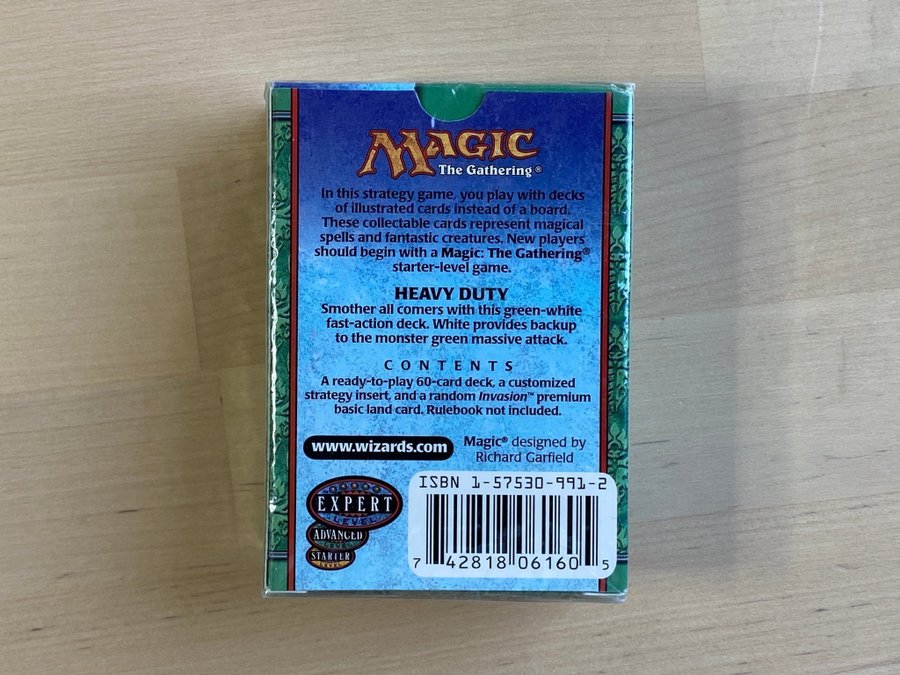 MAGIC
The Gathering®
In this strategy game, you play with decks
of illustrated cards instead of a board.
These collectable cards represent magical
spells and fantastic creatures. New players
should begin with a Magic: The Gathering®
starter-level game.
HEAVY DUTY
Smother all comers with this green-white
fast-action deck. White provides backup
to the monster green massive attack.
CONTENTS
A ready-to-play 60-card deck, a customized
strategy insert, and a random Invasion™ premium
basic land card. Rulebook not included.
www.wizards.com
Magic® designed by
Richard Garfield
EXPERT
LEVEL
ADVANCED
LEVEL
STARTER
LEVEL
ISBN 1-57530-991-2
7 42818 06160 5